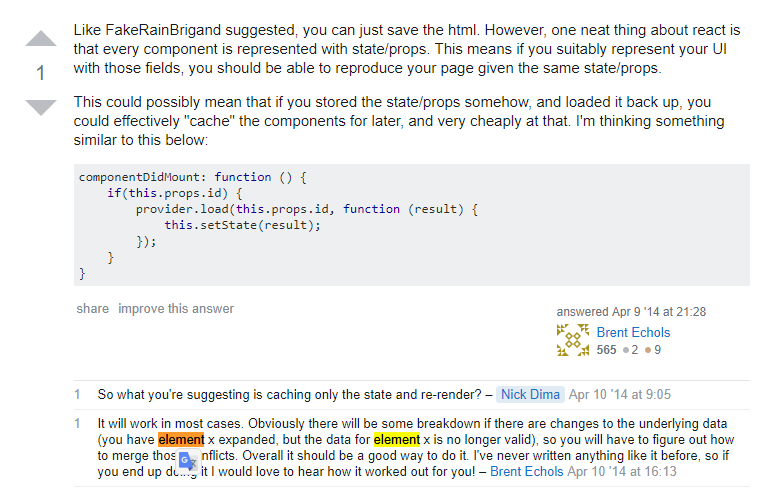 Like FakeRainBrigand suggested, you can just save the html. However, one neat thing about react is
that every component is represented with state/props. This means if you suitably represent your UI
1
with those fields, you should be able to reproduce your page given the same state/props.
This could possibly mean that if you stored the state/props somehow, and loaded it back up, you
could effectively "cache" the components for later, and very cheaply at that. I'm thinking something
similar to this below:
componentDidMount: function () {
    if(this.props.id) {
        provider.load(this.props.id, function (result) {
            this.setState(result);
        });
    }
}
share improve this answer
answered Apr 9 '14 at 21:28
Brent Echols
565 ●2 ●9
1 So what you're suggesting is caching only the state and re-render? – Nick Dima Apr 10 '14 at 9:05
1 It will work in most cases. Obviously there will be some breakdown if there are changes to the underlying data
(you have element x expanded, but the data for element x is no longer valid), so you will have to figure out how
to merge nflicts. Overall it should be a good way to do it. I've never written anything like it before, so if
you end up it I would love to hear how it worked out for you! – Brent Echols Apr 10 '14 at 16:13